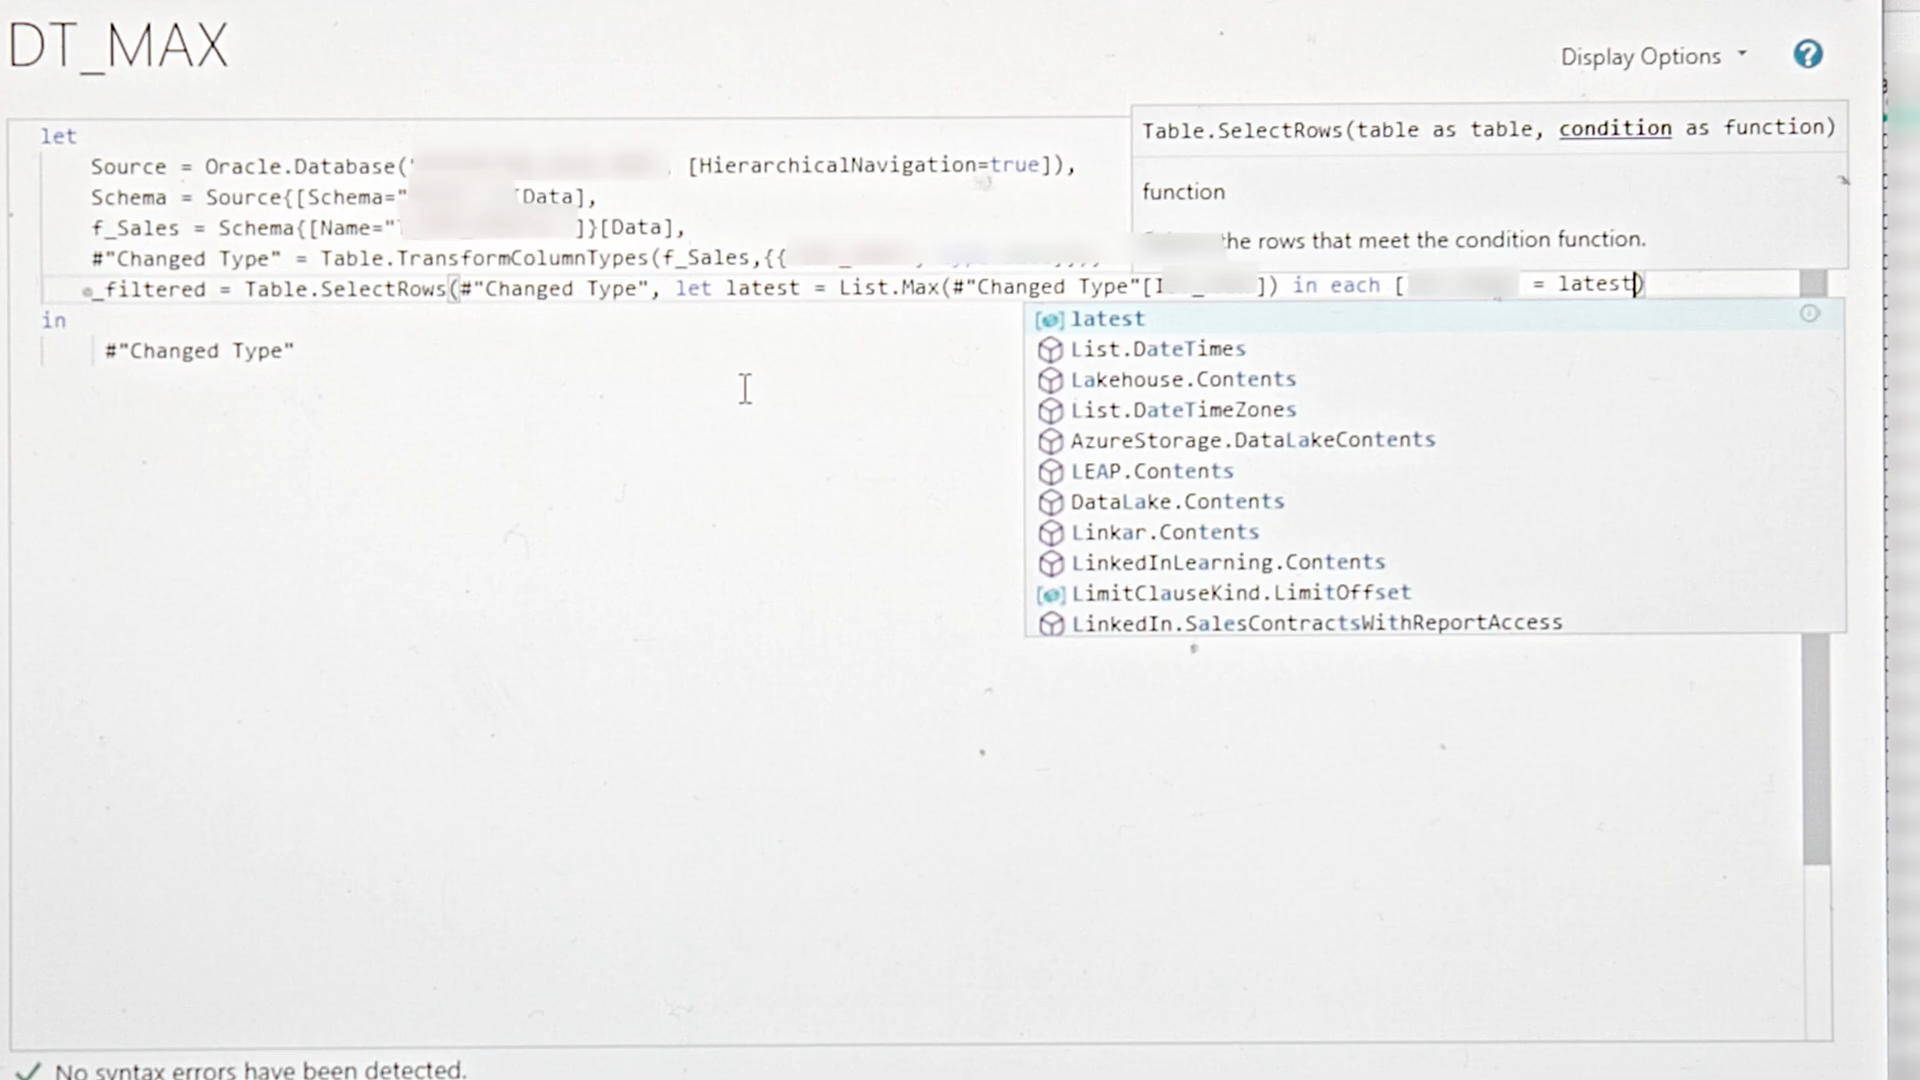 DT_MAX
Display Options
?
let
Source = Oracle.Database(' [HierarchicalNavigation=true]),
Schema = Source{[Schema=" [Data],
f_Sales = Schema{[Name=" ]}[Data],
#"Changed Type" = Table.TransformColumnTypes(f_Sales,{{
_filtered = Table.SelectRows(#"Changed Type", let latest = List.Max(#"Changed Type"[I _ ]) in each [ = latest)
in
#"Changed Type"
Table.SelectRows(table as table, condition as function)
function
the rows that meet the condition function.
latest
List.DateTimes
Lakehouse.Contents
List.DateTimeZones
AzureStorage.DataLakeContents
LEAP.Contents
DataLake.Contents
Linkar.Contents
LinkedInLearning.Contents
LimitClauseKind.LimitOffset
LinkedIn.SalesContractsWithReportAccess
No syntax errors have been detected.